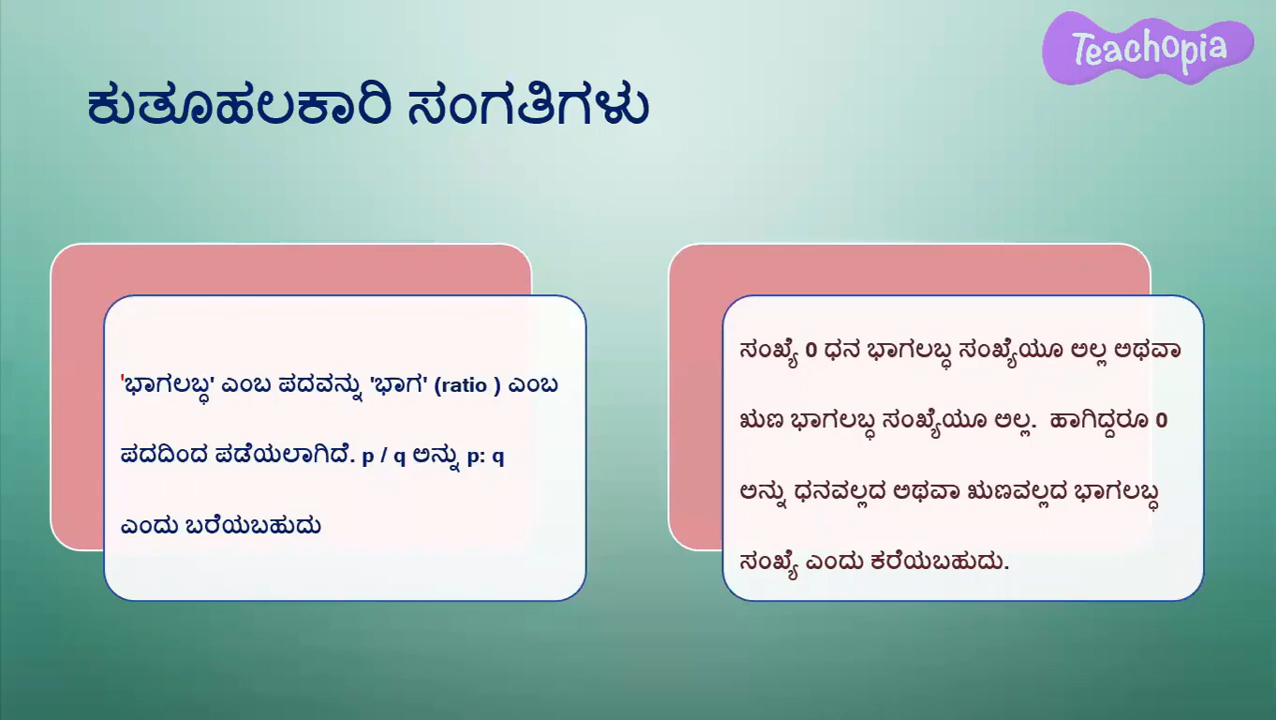 Teachopia
ಕುತೂಹಲಕಾರಿ ಸಂಗತಿಗಳು
'ಭಾಗಲಬ್ಧ' ಎಂಬ ಪದವನ್ನು 'ಭಾಗ' (ratio ) ಎಂಬ
ಪದದಿಂದ ಪಡೆಯಲಾಗಿದೆ. p / q ಅನ್ನು p: q
ಎಂದು ಬರೆಯಬಹುದು
ಸಂಖ್ಯೆ 0 ಧನ ಭಾಗಲಬ್ಧ ಸಂಖ್ಯೆಯೂ ಅಲ್ಲ ಅಥವಾ
ಋಣ ಭಾಗಲಬ್ಧ ಸಂಖ್ಯೆಯೂ ಅಲ್ಲ. ಹಾಗಿದ್ದರೂ 0
ಅನ್ನು ಧನವಲ್ಲದ ಅಥವಾ ಋಣವಲ್ಲದ ಭಾಗಲಬ್ಧ
ಸಂಖ್ಯೆ ಎಂದು ಕರೆಯಬಹುದು.